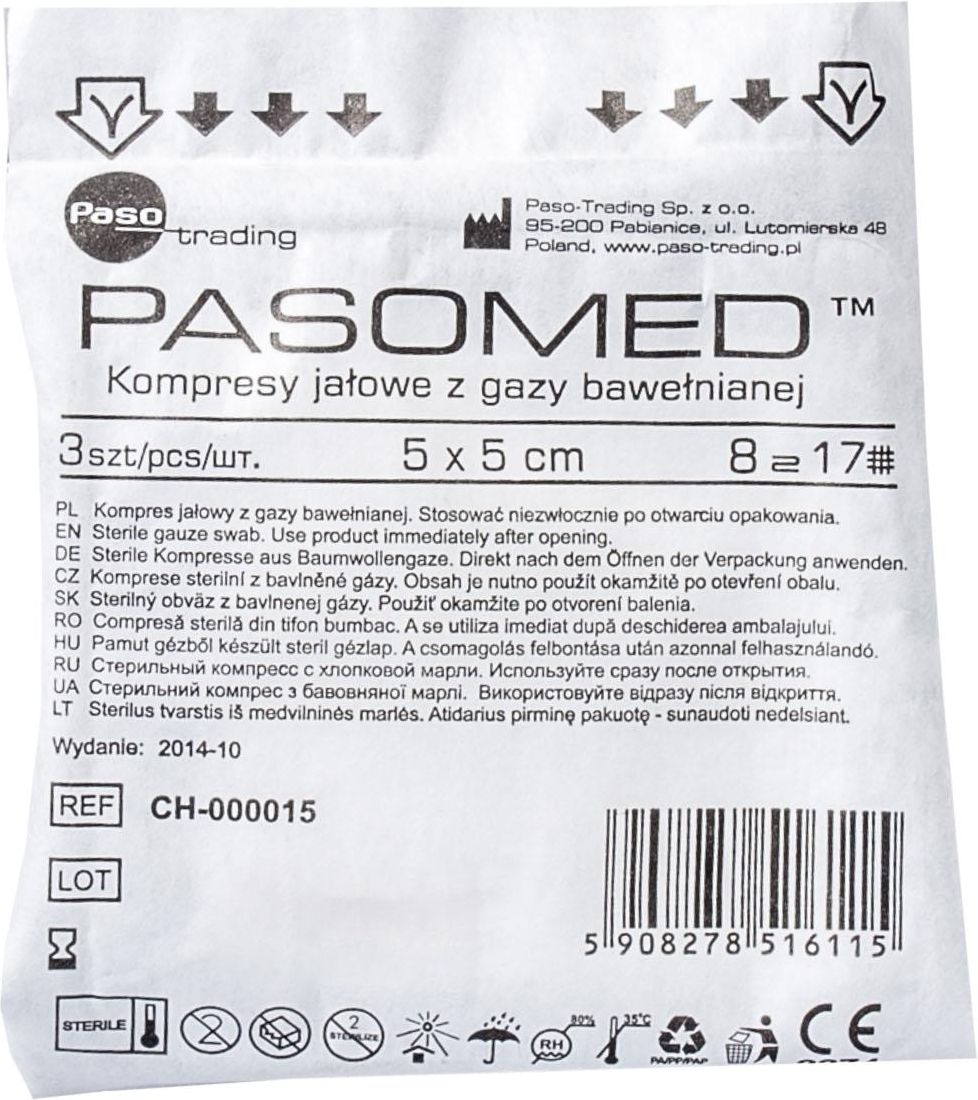 Paso
trading
Paso-Trading Sp. z o.o.
95-200 Pabianice, ul. Lutomierska 48
Poland, www.paso-trading.pl
PASOMED™
Kompresy jałowe z gazy bawełnianej
3 szt/pcs/шт. 5 x 5 cm 8 17#
PL Kompres jałowy z gazy bawełnianej. Stosować niezwłocznie po otwarciu opakowania.
EN Sterile gauze swab. Use product immediately after opening.
DE Sterile Kompresse aus Baumwollengaze. Direkt nach dem Öffnen der Verpackung anwenden.
CZ Komprese sterilní z bavlněné gázy. Obsah je nutno použít okamžitě po otevření obalu.
SK Sterilný obväz z bavlnenej gázy. Použiť okamžite po otvorení balenia.
RO Compresă sterilă din tifon bumbac. A se utiliza imediat după deschiderea ambalajului.
HU Pamut gézből készült steril gézlap. A csomagolás felbontása után azonnal felhasználandó.
RU Стерильный компресс с хлопковой марли. Используйте сразу после открытия.
UA Стерильний компрес з бавовняної марлі. Використовуйте відразу після відкриття.
LT Sterilus tvarstis iš medvilninės marlės. Atidarius pirminę pakuotę - sunaudoti nedelsiant.
Wydanie: 2014-10
REF CH-000015
LOT
5 908278 516115
STERILE
2
2
STERILIZE
RH
80%
35°C
PA/PP/PAP
CE